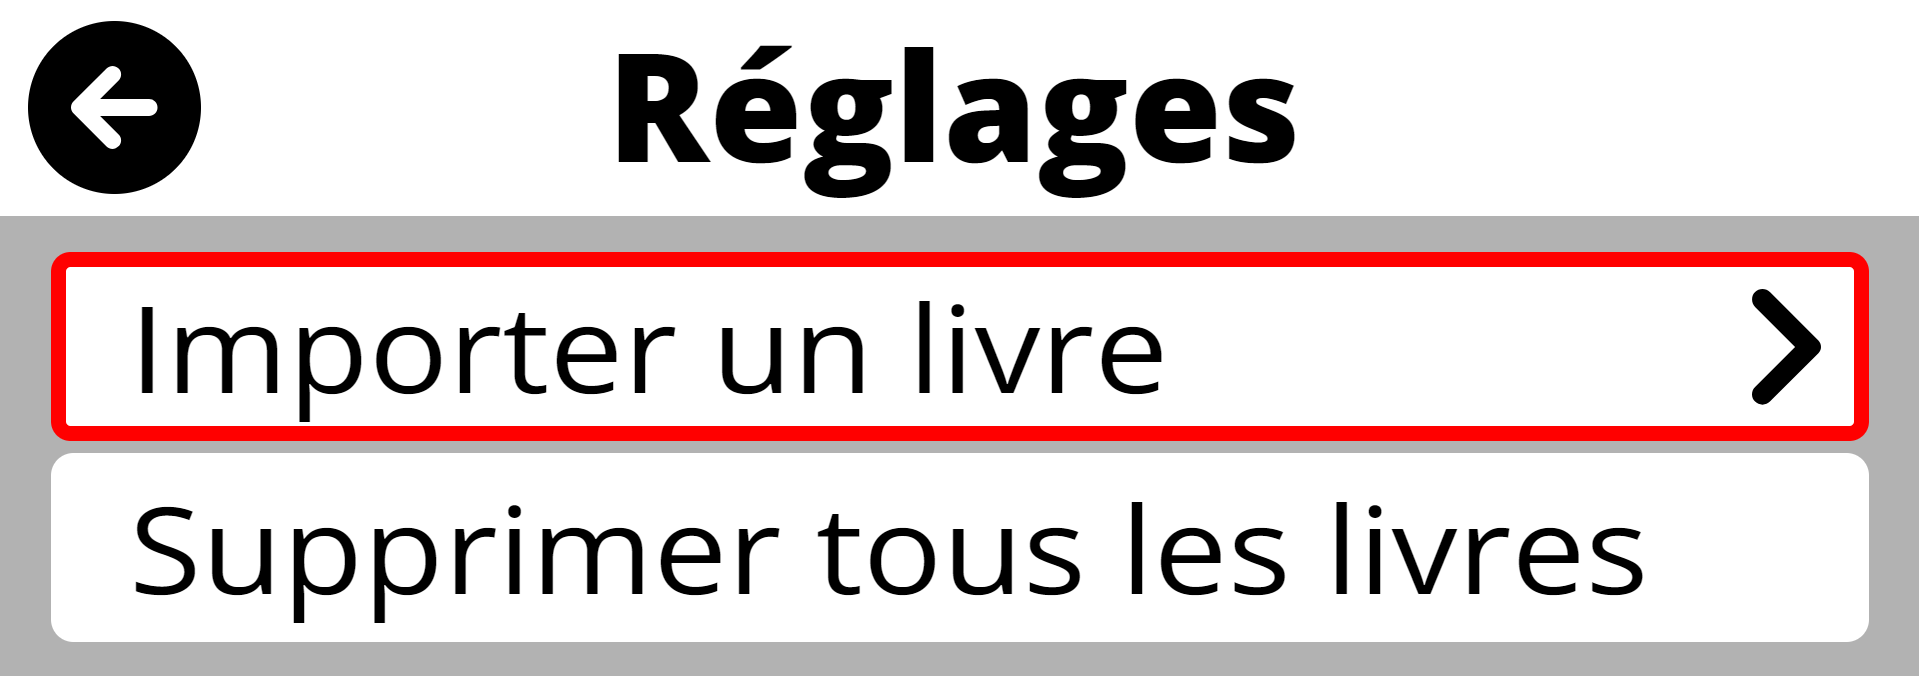 Réglages
Importer un livre
Supprimer tous les livres